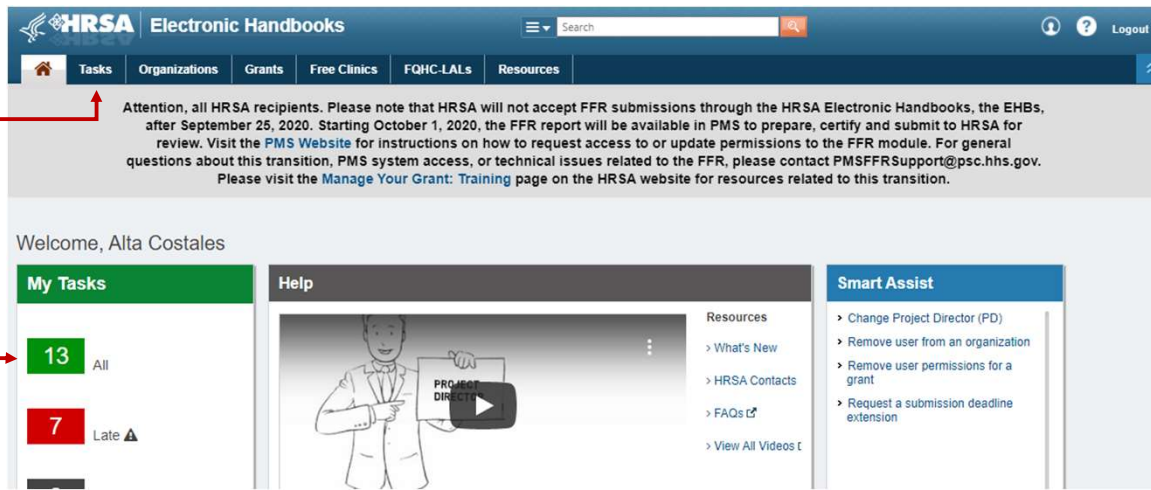 HRSA Electronic Handbooks
Search
Logout
Tasks Organizations Grants Free Clinics FQHC-LALs Resources
Attention, all HRSA recipients. Please note that HRSA will not accept FFR submissions through the HRSA Electronic Handbooks, the EHBs,
after September 25, 2020. Starting October 1, 2020, the FFR report will be available in PMS to prepare, certify and submit to HRSA for
review. Visit the PMS Website for instructions on how to request access to or update permissions to the FFR module. For general
questions about this transition, PMS system access, or technical issues related to the FFR, please contact PMSFFRSupport@psc.hhs.gov.
Please visit the Manage Your Grant: Training page on the HRSA website for resources related to this transition.
Welcome, Alta Costales
My Tasks
13 All
7 Late
Help
PROJECT
DIRECTOR
Resources
> What's New
> HRSA Contacts
> FAQs
> View All Videos
Smart Assist
> Change Project Director (PD)
> Remove user from an organization
> Remove user permissions for a
grant
> Request a submission deadline
extension